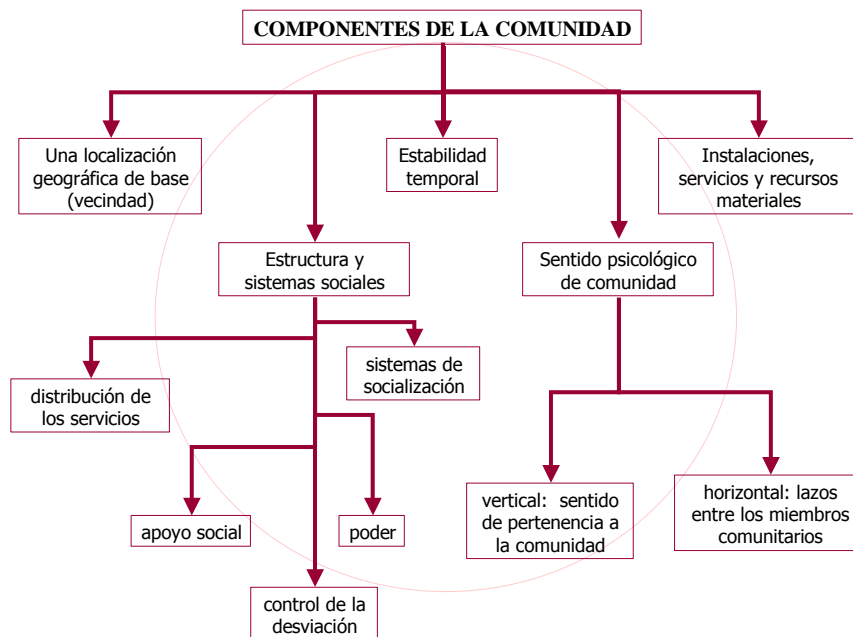 COMPONENTES DE LA COMUNIDAD
Una localización
geográfica de base
(vecindad)
Estabilidad
temporal
Instalaciones,
servicios y recursos
materiales
Estructura y
sistemas sociales
Sentido psicológico
de comunidad
sistemas de
socialización
distribución de
los servicios
apoyo social
poder
control de la
desviación
vertical: sentido
de pertenencia a
la comunidad
horizontal: lazos
entre los miembros
comunitarios